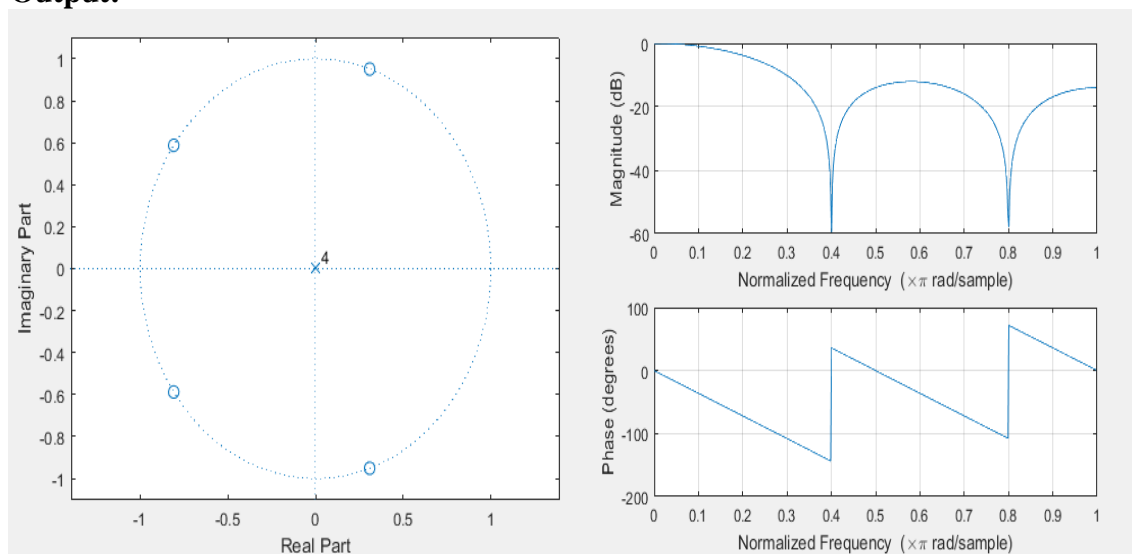 Output:
1
0.8
0.6
0.4
0.2
0
-0.2
-0.4
-0.6
-0.8
-1
4
-1 -0.5 0 0.5 1
Imaginary Part
Real Part
0
-20
-40
-60
0 0.1 0.2 0.3 0.4 0.5 0.6 0.7 0.8 0.9 1
Magnitude (dB)
Normalized Frequency (×π rad/sample)
100
0
-100
-200
0 0.1 0.2 0.3 0.4 0.5 0.6 0.7 0.8 0.9 1
Phase (degrees)
Normalized Frequency (×π rad/sample)